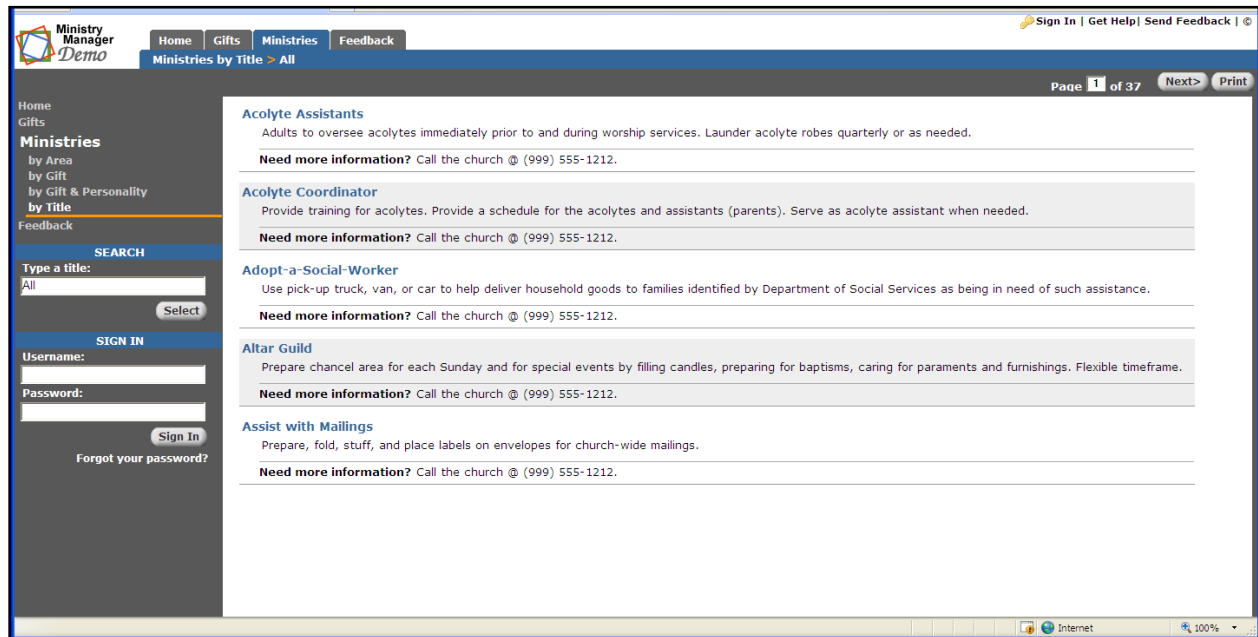 Ministry
Manager
Demo
Home Gifts Ministries Feedback
Sign In | Get Help| Send Feedback | ©
Ministries by Title > All
Page 1 of 37 Next> Print
Home
Gifts
Ministries
by Area
by Gift
by Gift & Personality
by Title
Feedback
SEARCH
Type a title:
All
Select
SIGN IN
Username:
Password:
Sign In
Forgot your password?
Acolyte Assistants
Adults to oversee acolytes immediately prior to and during worship services. Launder acolyte robes quarterly or as needed.
Need more information? Call the church @ (999) 555-1212.
Acolyte Coordinator
Provide training for acolytes. Provide a schedule for the acolytes and assistants (parents). Serve as acolyte assistant when needed.
Need more information? Call the church @ (999) 555-1212.
Adopt-a-Social-Worker
Use pick-up truck, van, or car to help deliver household goods to families identified by Department of Social Services as being in need of such assistance.
Need more information? Call the church @ (999) 555-1212.
Altar Guild
Prepare chancel area for each Sunday and for special events by filling candles, preparing for baptisms, caring for paraments and furnishings. Flexible timeframe.
Need more information? Call the church @ (999) 555-1212.
Assist with Mailings
Prepare, fold, stuff, and place labels on envelopes for church-wide mailings.
Need more information? Call the church @ (999) 555-1212.
Internet 100%